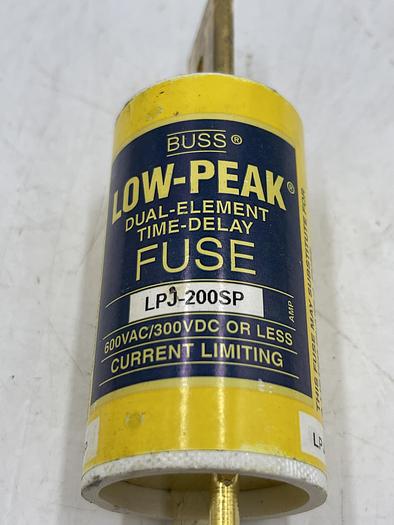 BUSS®
LOW-PEAK®
DUAL-ELEMENT
TIME-DELAY
FUSE
LPJ-200SP
AMP
600VAC/300VDC OR LESS
CURRENT LIMITING
THIS FUSE MAY SUBSTITUTE FOR